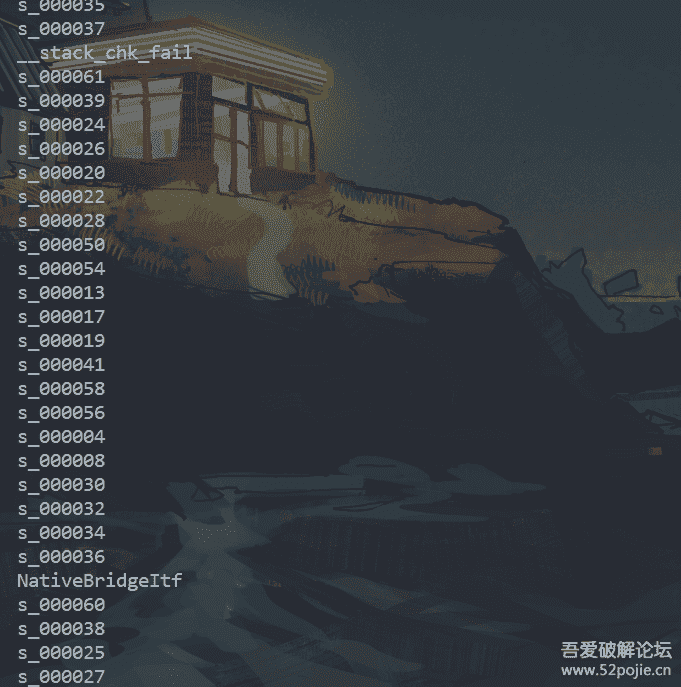 s_000035
s_000037
__stack_chk_fail
s_000061
s_000039
s_000024
s_000026
s_000020
s_000022
s_000028
s_000050
s_000054
s_000013
s_000017
s_000019
s_000041
s_000058
s_000056
s_000004
s_000008
s_000030
s_000032
s_000034
s_000036
NativeBridgeItf
s_000060
s_000038
s_000025
s_000027
吾爱破解论坛
www.52pojie.cn